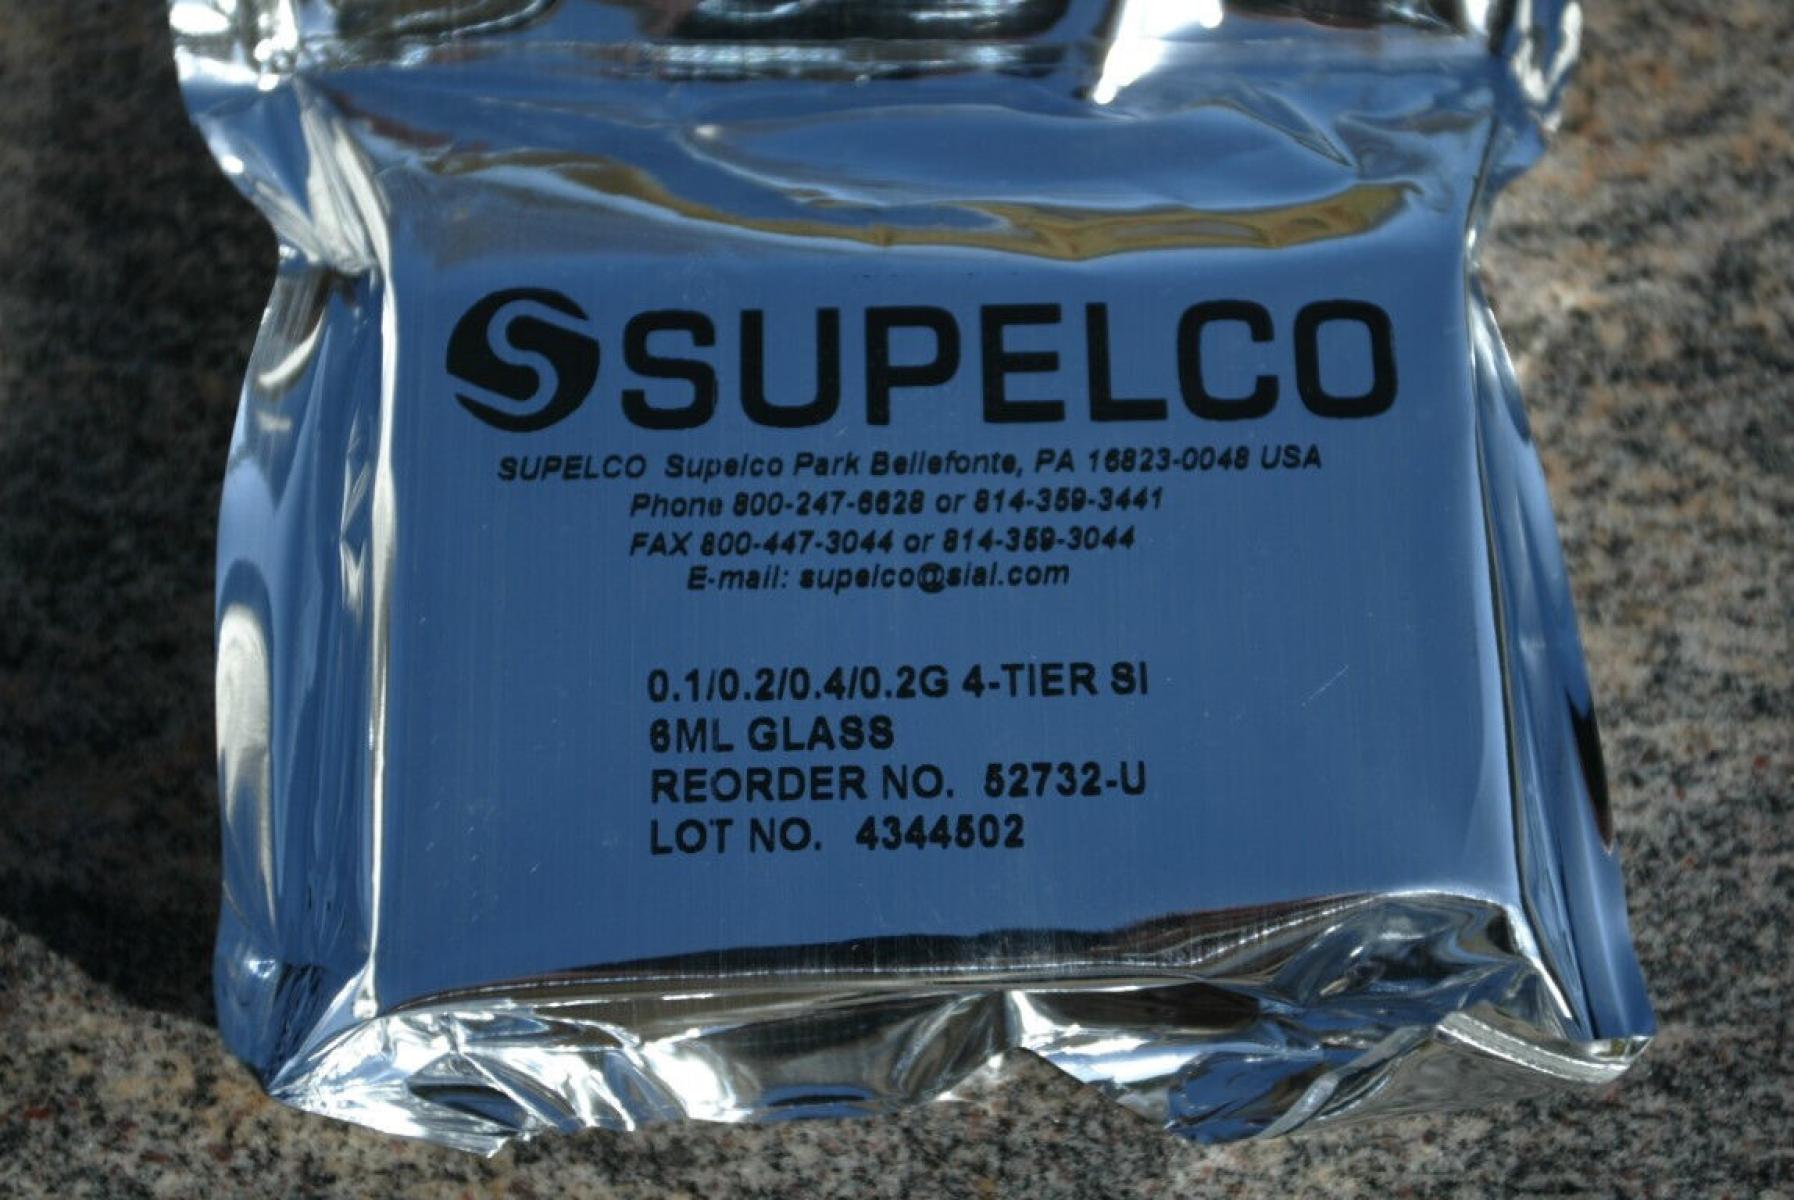 SUPELCO
SUPELCO Supelco Park Bellefonte, PA 16823-0048 USA
Phone 800-247-6628 or 814-359-3441
FAX 800-447-3044 or 814-359-3044
E-mail: supelco@sial.com
0.1/0.2/0.4/0.2G 4-TIER SI
6ML GLASS
REORDER NO. 52732-U
LOT NO. 4344502